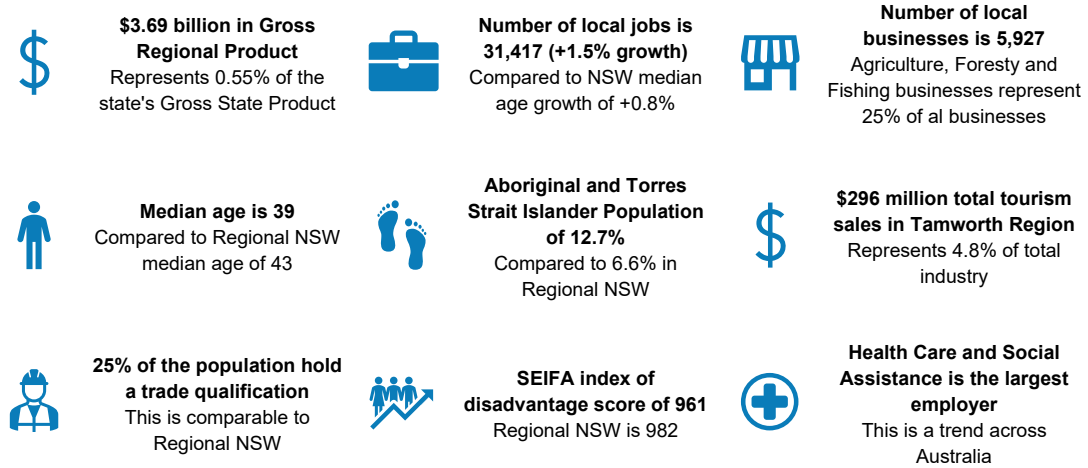 $3.69 billion in Gross
Regional Product
Represents 0.55% of the
state's Gross State Product
Number of local jobs is
31,417 (+1.5% growth)
Compared to NSW median
age growth of +0.8%
Number of local
businesses is 5,927
Agriculture, Foresty and
Fishing businesses represent
25% of al businesses
Median age is 39
Compared to Regional NSW
median age of 43
Aboriginal and Torres
Strait Islander Population
of 12.7%
Compared to 6.6% in
Regional NSW
$296 million total tourism
sales in Tamworth Region
Represents 4.8% of total
industry
25% of the population hold
a trade qualification
This is comparable to
Regional NSW
SEIFA index of
disadvantage score of 961
Regional NSW is 982
Health Care and Social
Assistance is the largest
employer
This is a trend across
Australia